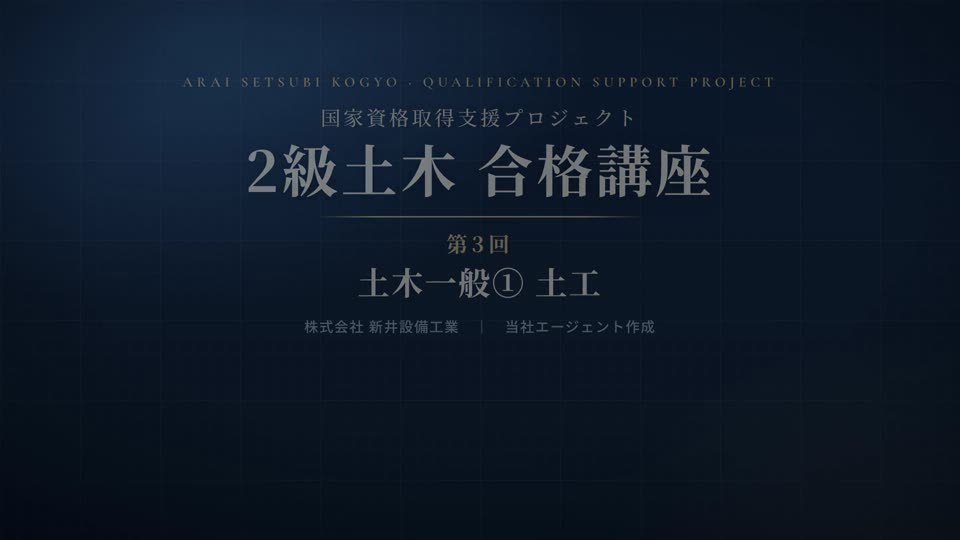 ARAI SETSUBI KOGYO · QUALIFICATION SUPPORT PROJECT
国家資格取得支援プロジェクト
2級土木 合格講座
第3回
土木一般① 土工
株式会社 新井設備工業 ｜ 当社エージェント作成